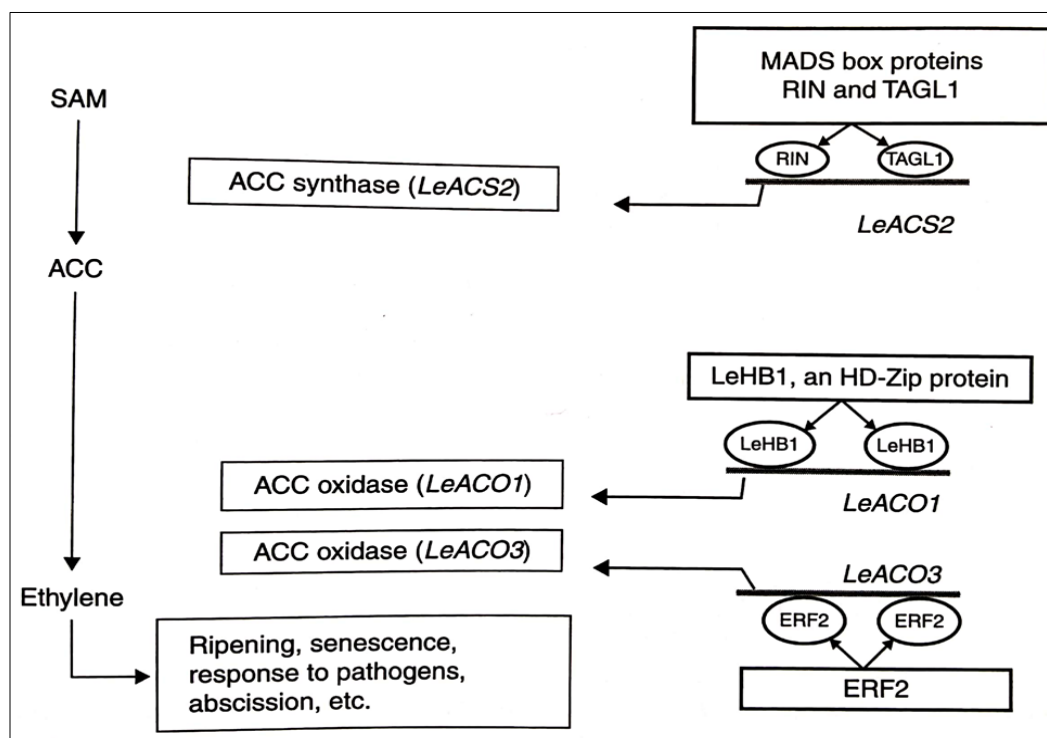 MADS box proteins
RIN and TAGL1
SAM
RIN
TAGL1
ACC synthase (LeACS2)
LeACS2
ACC
LeHB1, an HD-Zip protein
LeHB1
LeHB1
ACC oxidase (LeACO1)
LeACO1
ACC oxidase (LeACO3)
LeACO3
Ethylene
ERF2
ERF2
Ripening, senescence,
response to pathogens,
abscission, etc.
ERF2